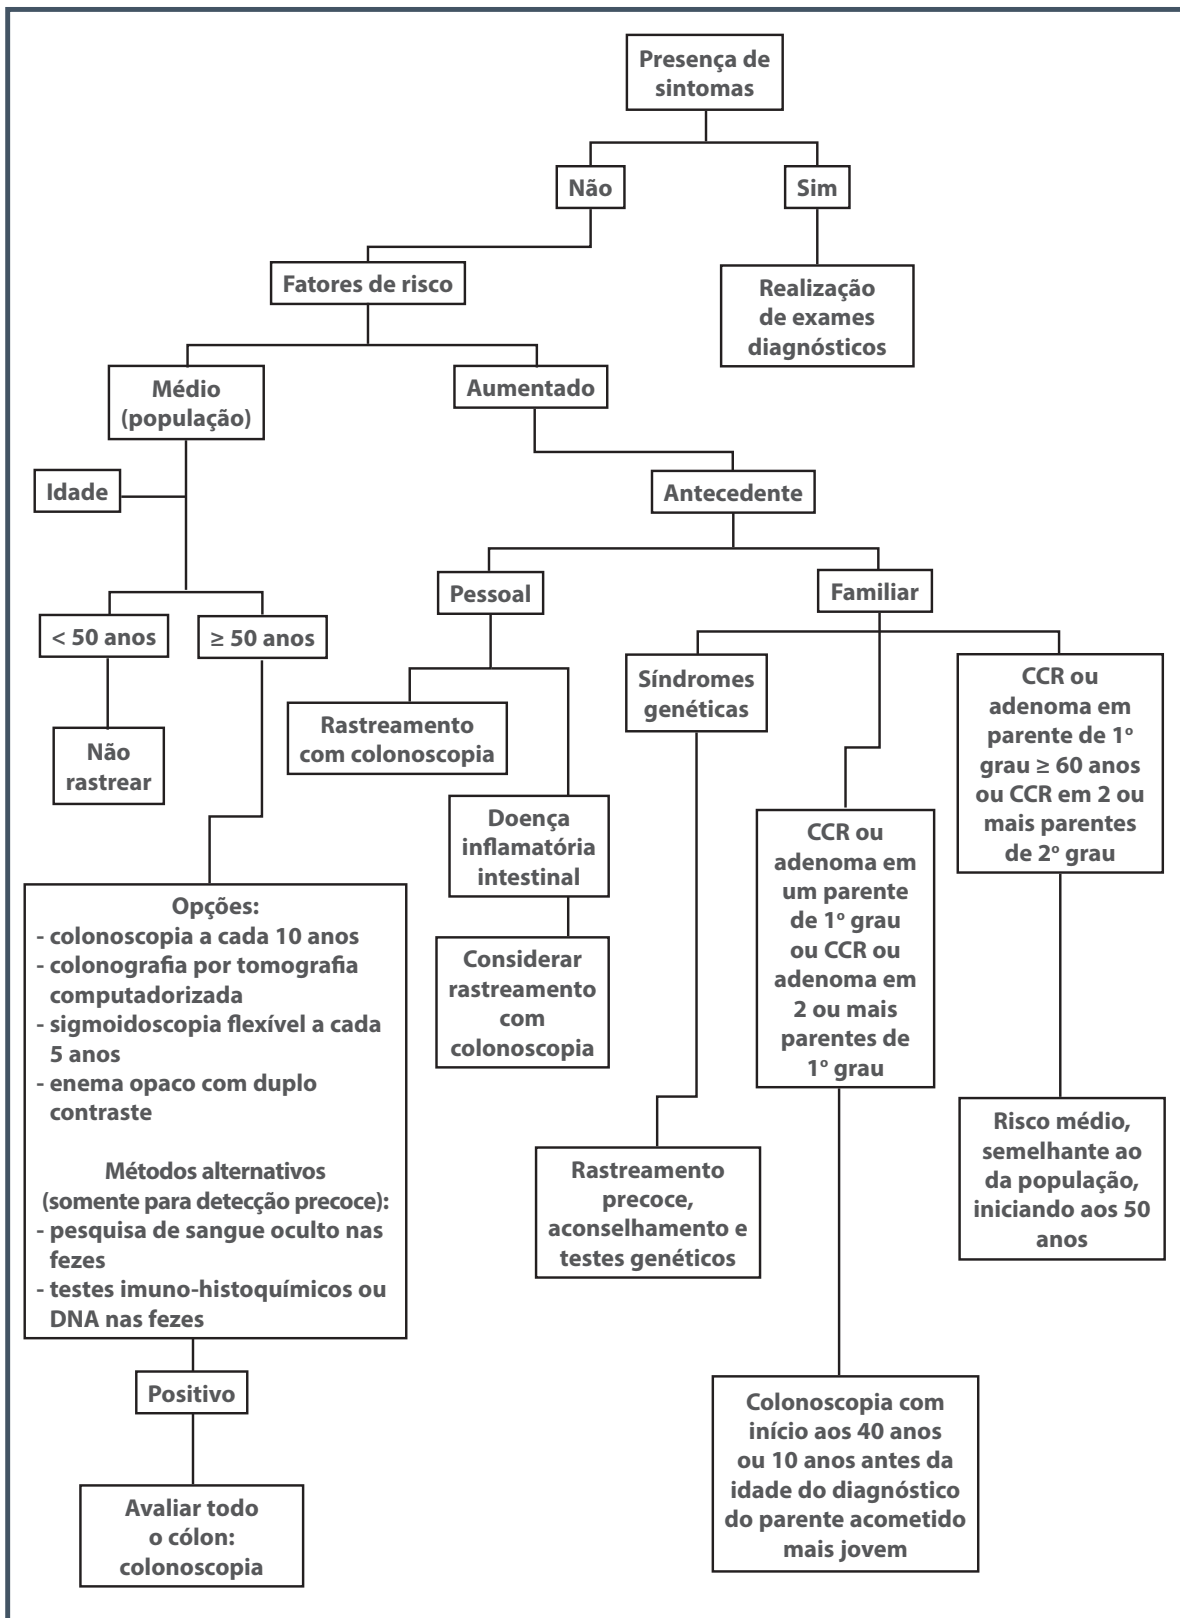 Presença de
sintomas
Não
Sim
Fatores de risco
Realização
de exames
diagnósticos
Médio
(população)
Aumentado
Idade
Antecedente
Pessoal
Familiar
< 50 anos
≥ 50 anos
Não
rastrear
Rastreamento
com colonoscopia
Síndromes
genéticas
CCR ou
adenoma em
parente de 1º
grau ≥ 60 anos
ou CCR em 2 ou
mais parentes
de 2º grau
Doença
inflamatória
intestinal
CCR ou
adenoma em
um parente
de 1º grau
ou CCR ou
adenoma em
2 ou mais
parentes de
1º grau
Opções:
- colonoscopia a cada 10 anos
- colonografia por tomografia
computadorizada
- sigmoidoscopia flexível a cada
5 anos
- enema opaco com duplo
contraste
Métodos alternativos
(somente para detecção precoce):
- pesquisa de sangue oculto nas
fezes
- testes imuno-histoquímicos ou
DNA nas fezes
Considerar
rastreamento
com
colonoscopia
Rastreamento
precoce,
aconselhamento e
testes genéticos
Risco médio,
semelhante ao
da população,
iniciando aos 50
anos
Positivo
Avaliar todo
o cólon:
colonoscopia
Colonoscopia com
início aos 40 anos
ou 10 anos antes da
idade do diagnóstico
do parente acometido
mais jovem